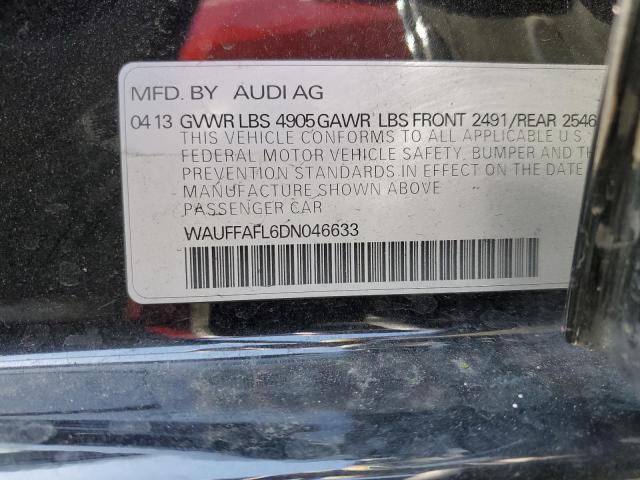 MFD. BY AUDI AG
04 13 GVWR LBS 4905 GAWR LBS FRONT 2491/REAR 2546
THIS VEHICLE CONFORMS TO ALL APPLICABLE U.S
FEDERAL MOTOR VEHICLE SAFETY, BUMPER AND
PREVENTION STANDARDS IN EFFECT ON THE DATE
MANUFACTURE SHOWN ABOVE
PASSENGER CAR
WAUFFAFL6DN046633